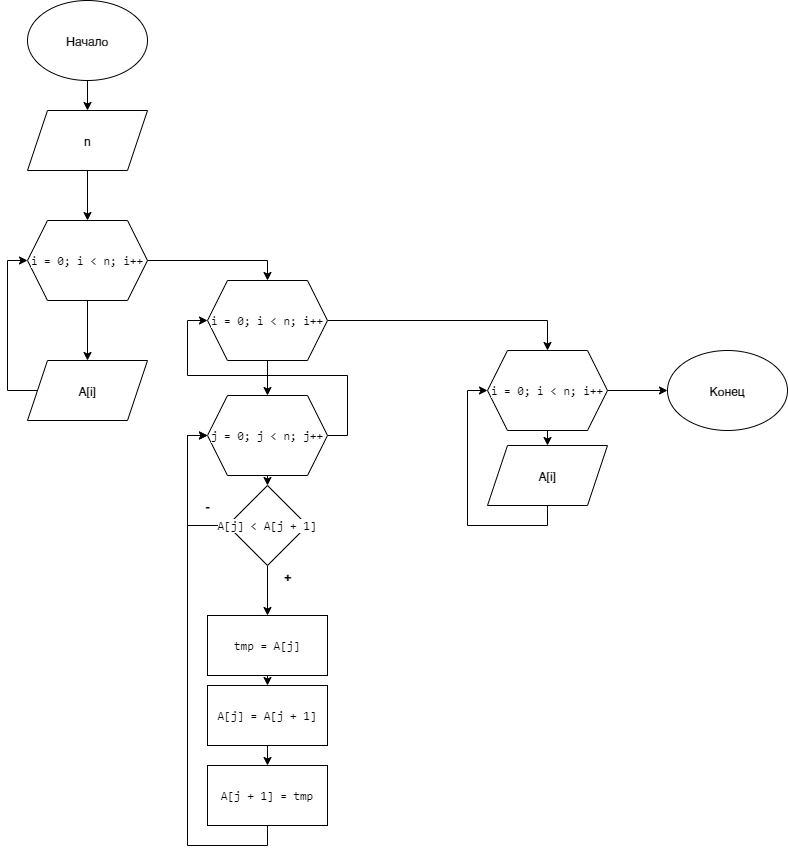 Начало
n
i = 0; i < n; i++
A[i]
i = 0; i < n; i++
j = 0; j < n; j++
-
A[j] < A[j + 1]
+
tmp = A[j]
A[j] = A[j + 1]
A[j + 1] = tmp
i = 0; i < n; i++
A[i]
Конец